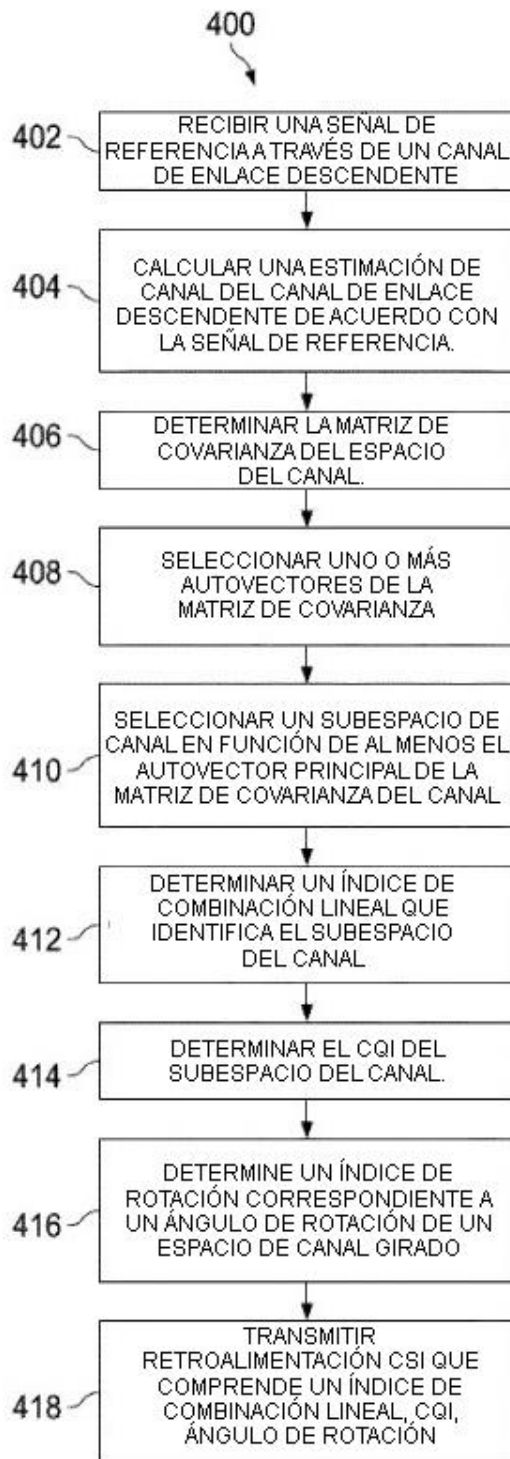 400
402
RECIBIR UNA SEÑAL DE
REFERENCIA A TRAVÉS DE UN CANAL
DE ENLACE DESCENDENTE
404
CALCULAR UNA ESTIMACIÓN DE
CANAL DEL CANAL DE ENLACE
DESCENDENTE DE ACUERDO CON
LA SEÑAL DE REFERENCIA.
406
DETERMINAR LA MATRIZ DE
COVARIANZA DEL ESPACIO
DEL CANAL.
408
SELECCIONAR UNO O MÁS
AUTOVECTORES DE LA
MATRIZ DE COVARIANZA
410
SELECCIONAR UN SUBESPACIO DE
CANAL EN FUNCIÓN DE AL MENOS EL
AUTOVECTOR PRINCIPAL DE LA
MATRIZ DE COVARIANZA DEL CANAL
412
DETERMINAR UN ÍNDICE DE
COMBINACIÓN LINEAL QUE
IDENTIFICA EL SUBESPACIO
DEL CANAL
414
DETERMINAR EL CQI DEL
SUBESPACIO DEL CANAL.
416
DETERMINE UN ÍNDICE DE
ROTACIÓN CORRESPONDIENTE A
UN ÁNGULO DE ROTACIÓN DE UN
ESPACIO DE CANAL GIRADO
418
TRANSMITIR
RETROALIMENTACIÓN CSI QUE
COMPRENDE UN ÍNDICE DE
COMBINACIÓN LINEAL, CQI,
ÁNGULO DE ROTACIÓN